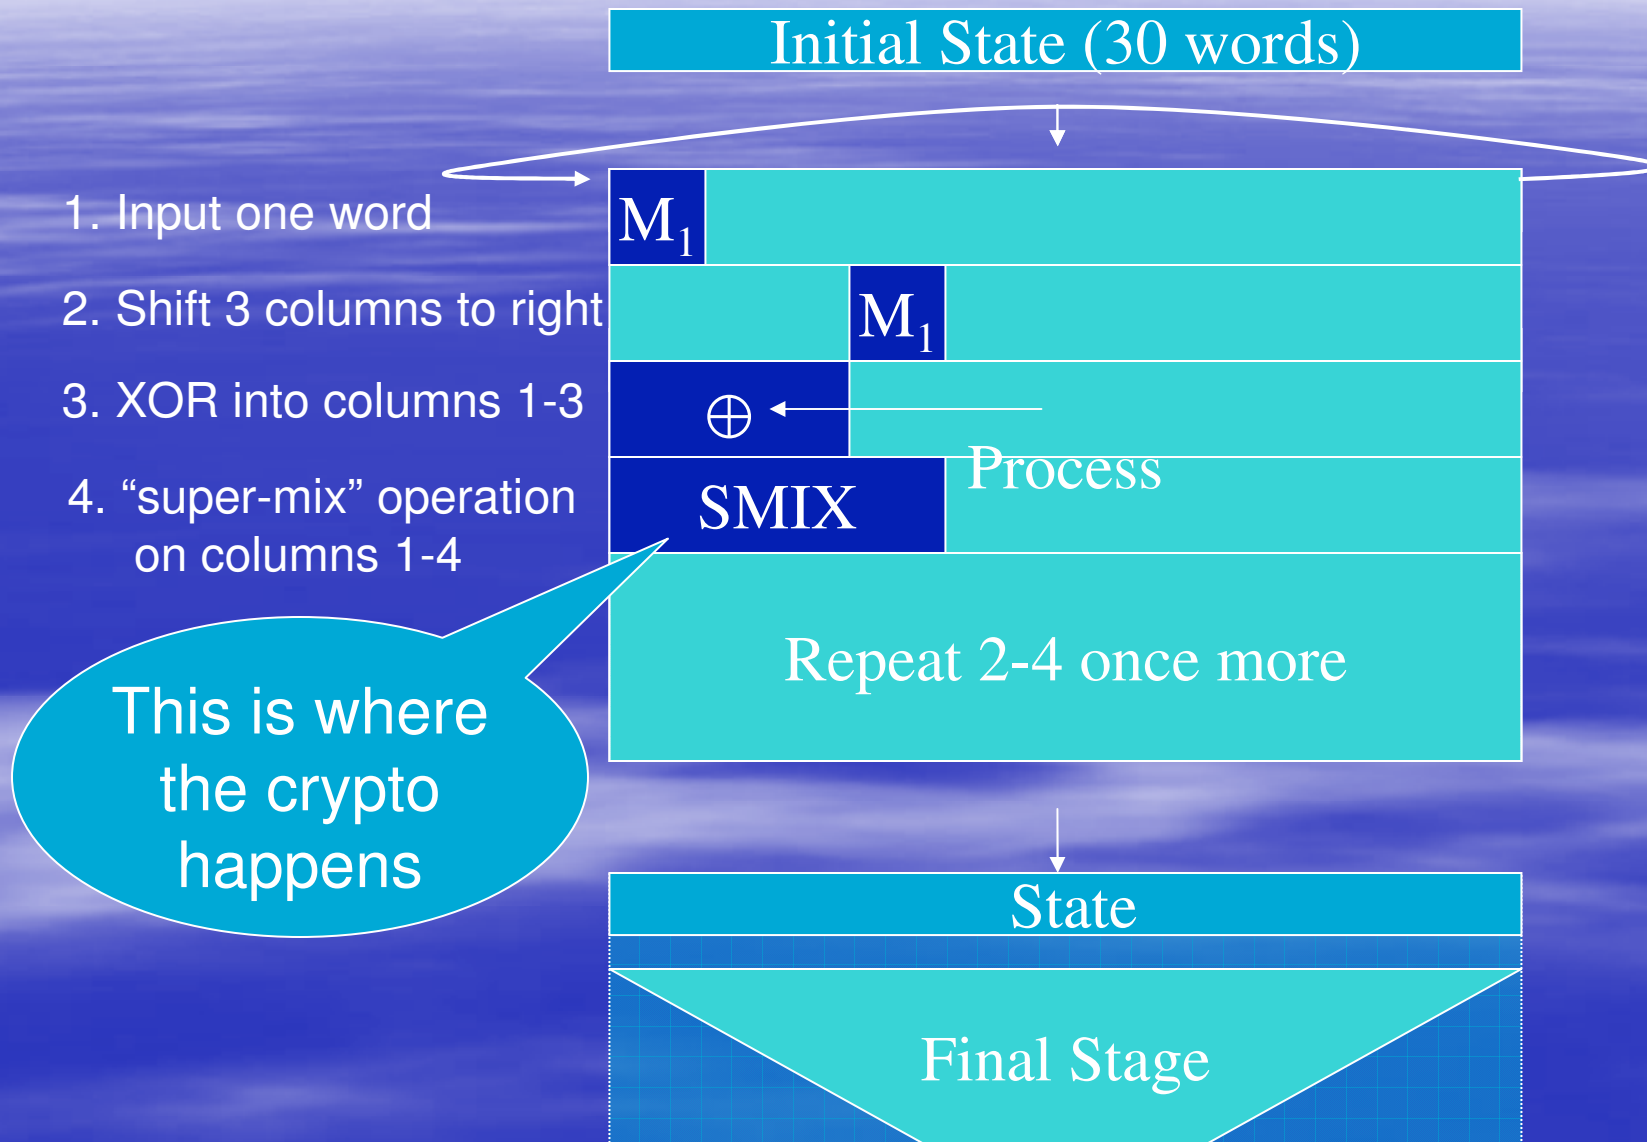 Initial State (30 words)
1. Input one word
M₁
2. Shift 3 columns to right
M₁
3. XOR into columns 1-3
⊕
Process
4. “super-mix” operation
on columns 1-4
SMIX
Repeat 2-4 once more
This is where
the crypto
happens
State
Final Stage